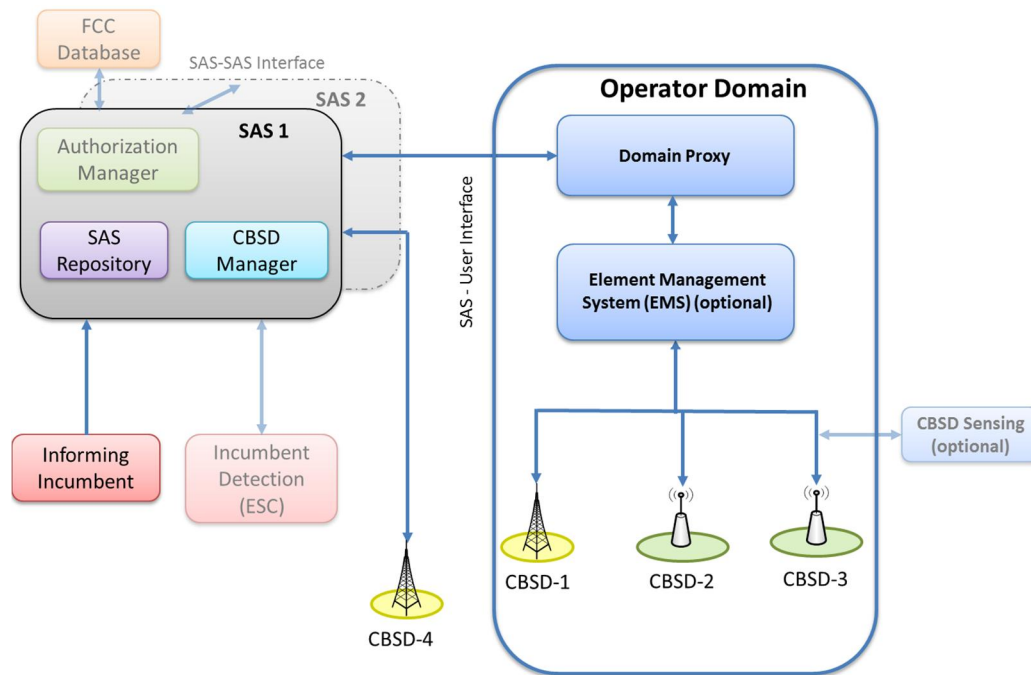 FCC
Database
SAS-SAS Interface
SAS 2
SAS 1
Authorization
Manager
SAS
Repository
CBSD
Manager
Informing
Incumbent
Incumbent
Detection
(ESC)
CBSD-4
SAS - User Interface
Operator Domain
Domain Proxy
Element Management
System (EMS) (optional)
CBSD Sensing
(optional)
CBSD-1
CBSD-2
CBSD-3